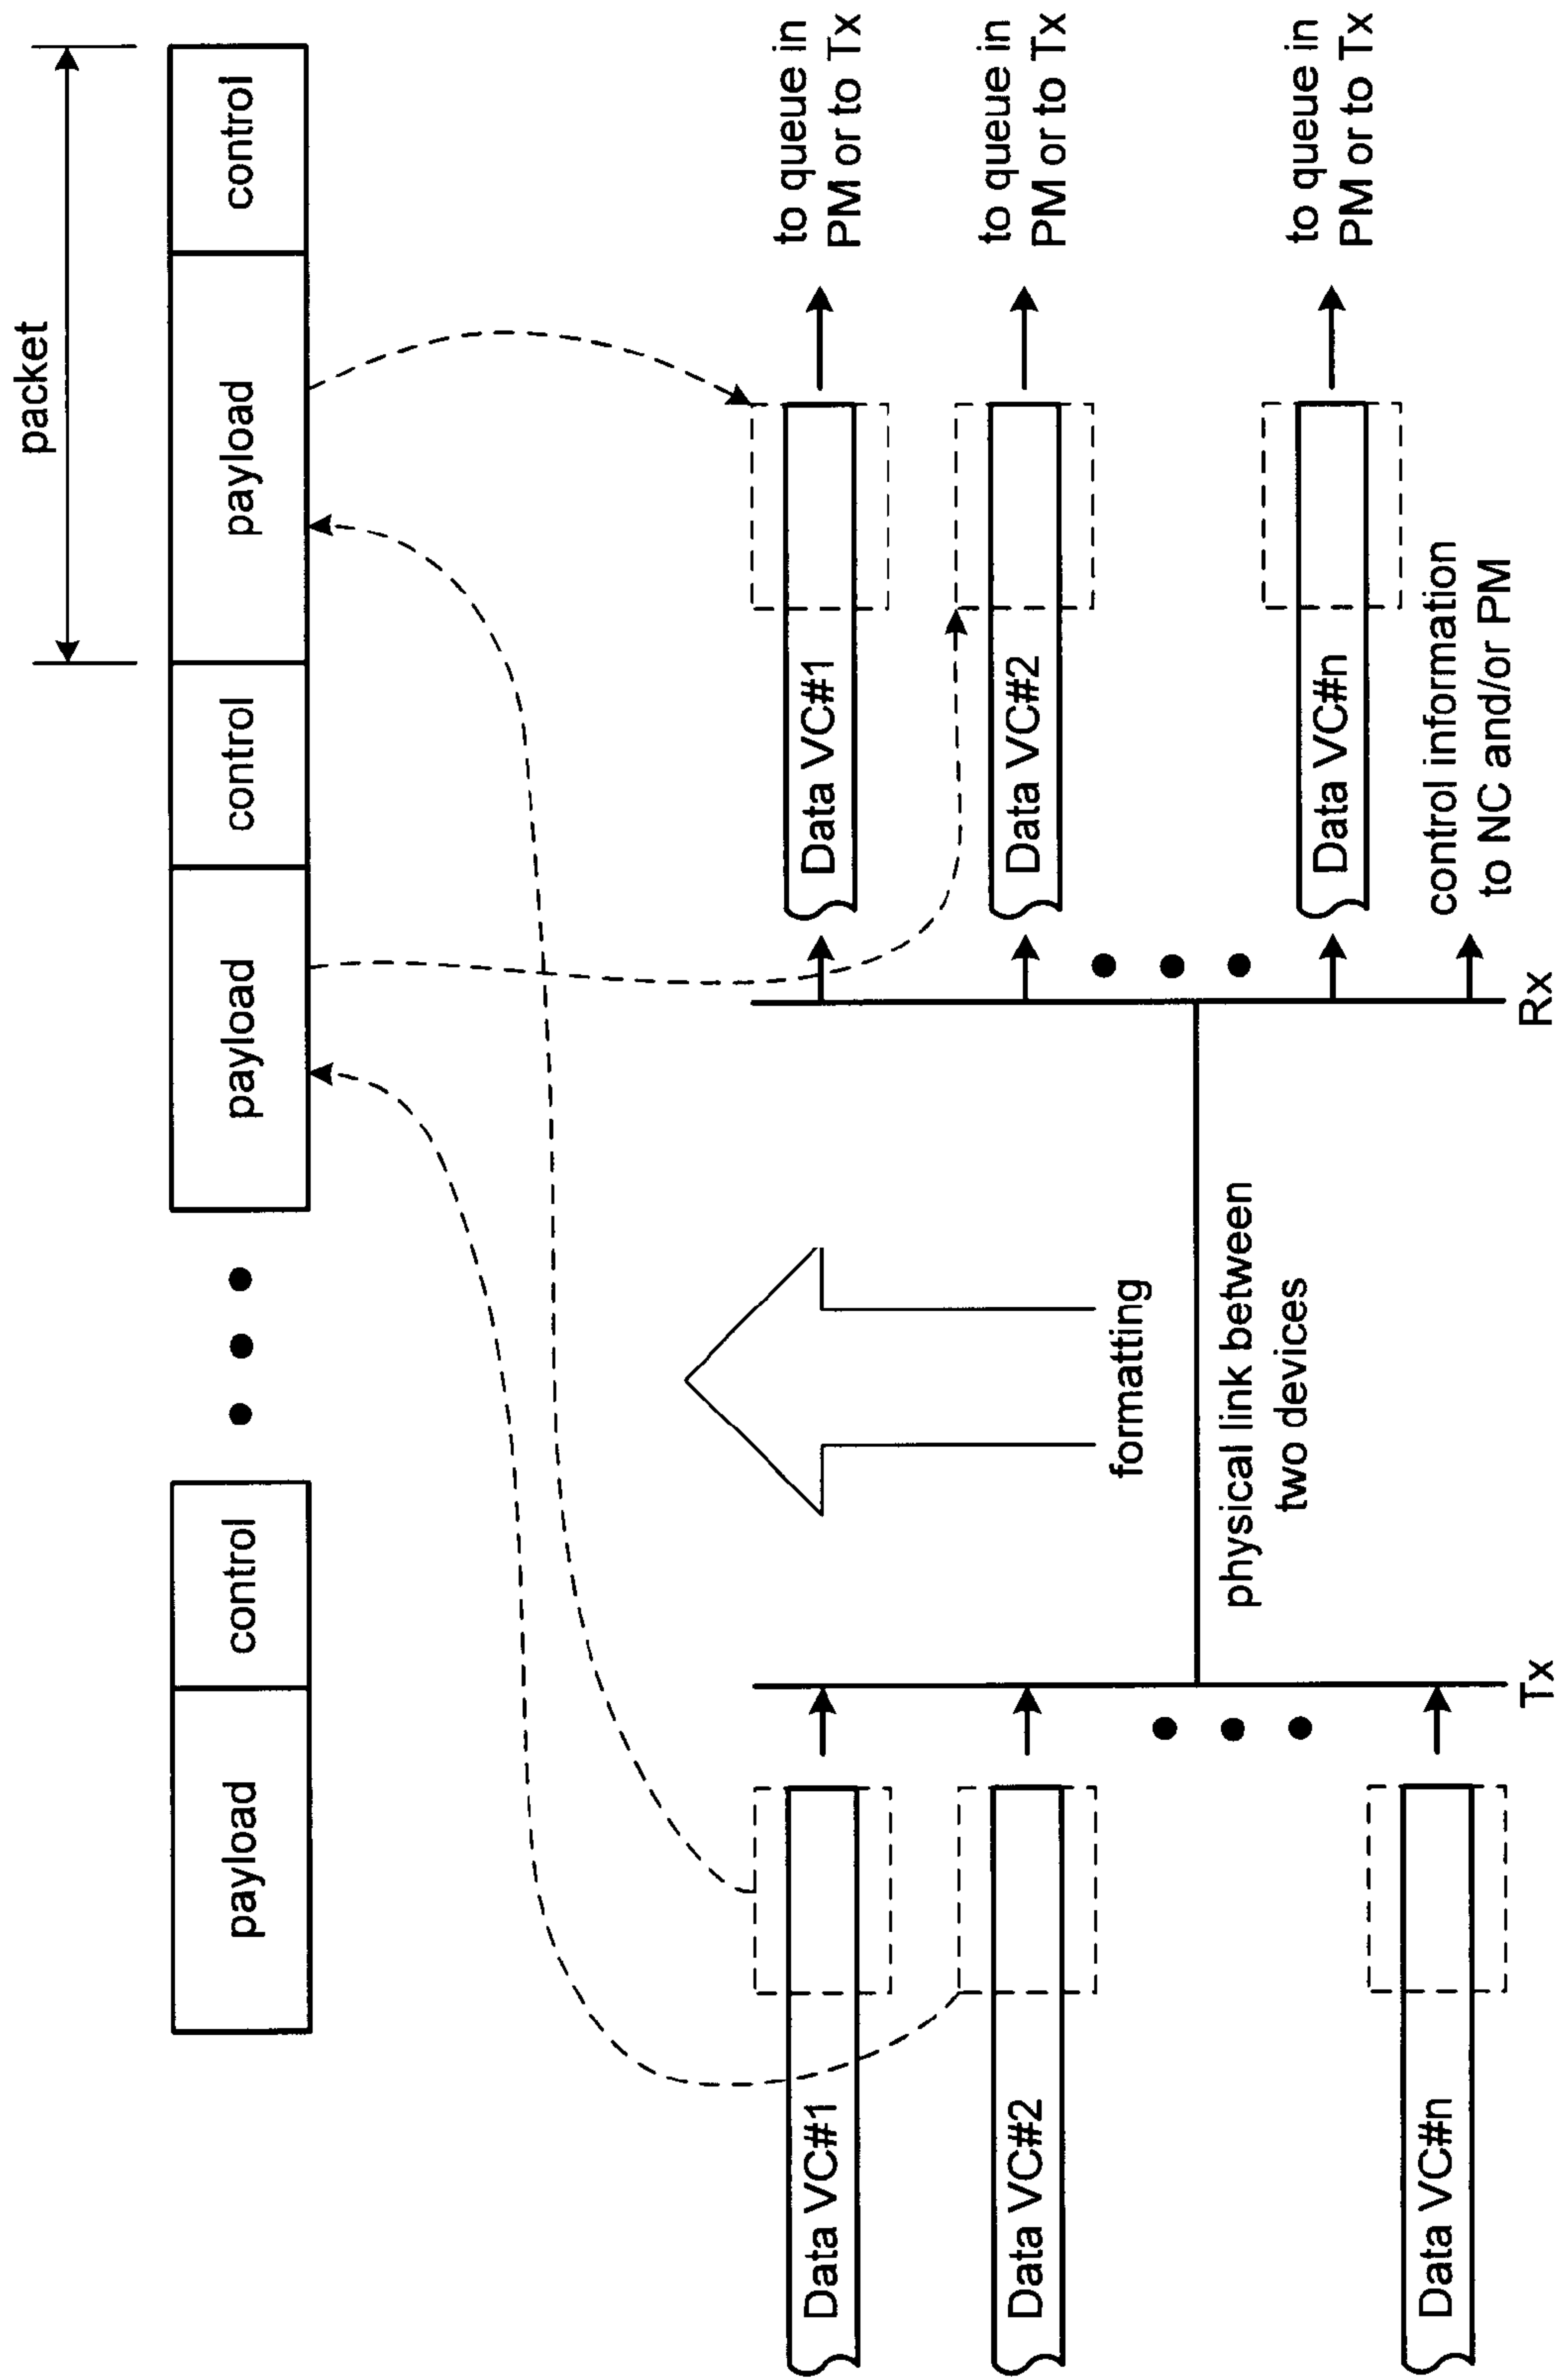 packet
payload control payload control payload control
Data VC#1
Data VC#1
to queue in
PM or to Tx
Data VC#2
Data VC#2
to queue in
PM or to Tx
formatting
physical link between
two devices
Data VC#n
to queue in
PM or to Tx
Data VC#n
control information
to NC and/or PM
Tx
Rx